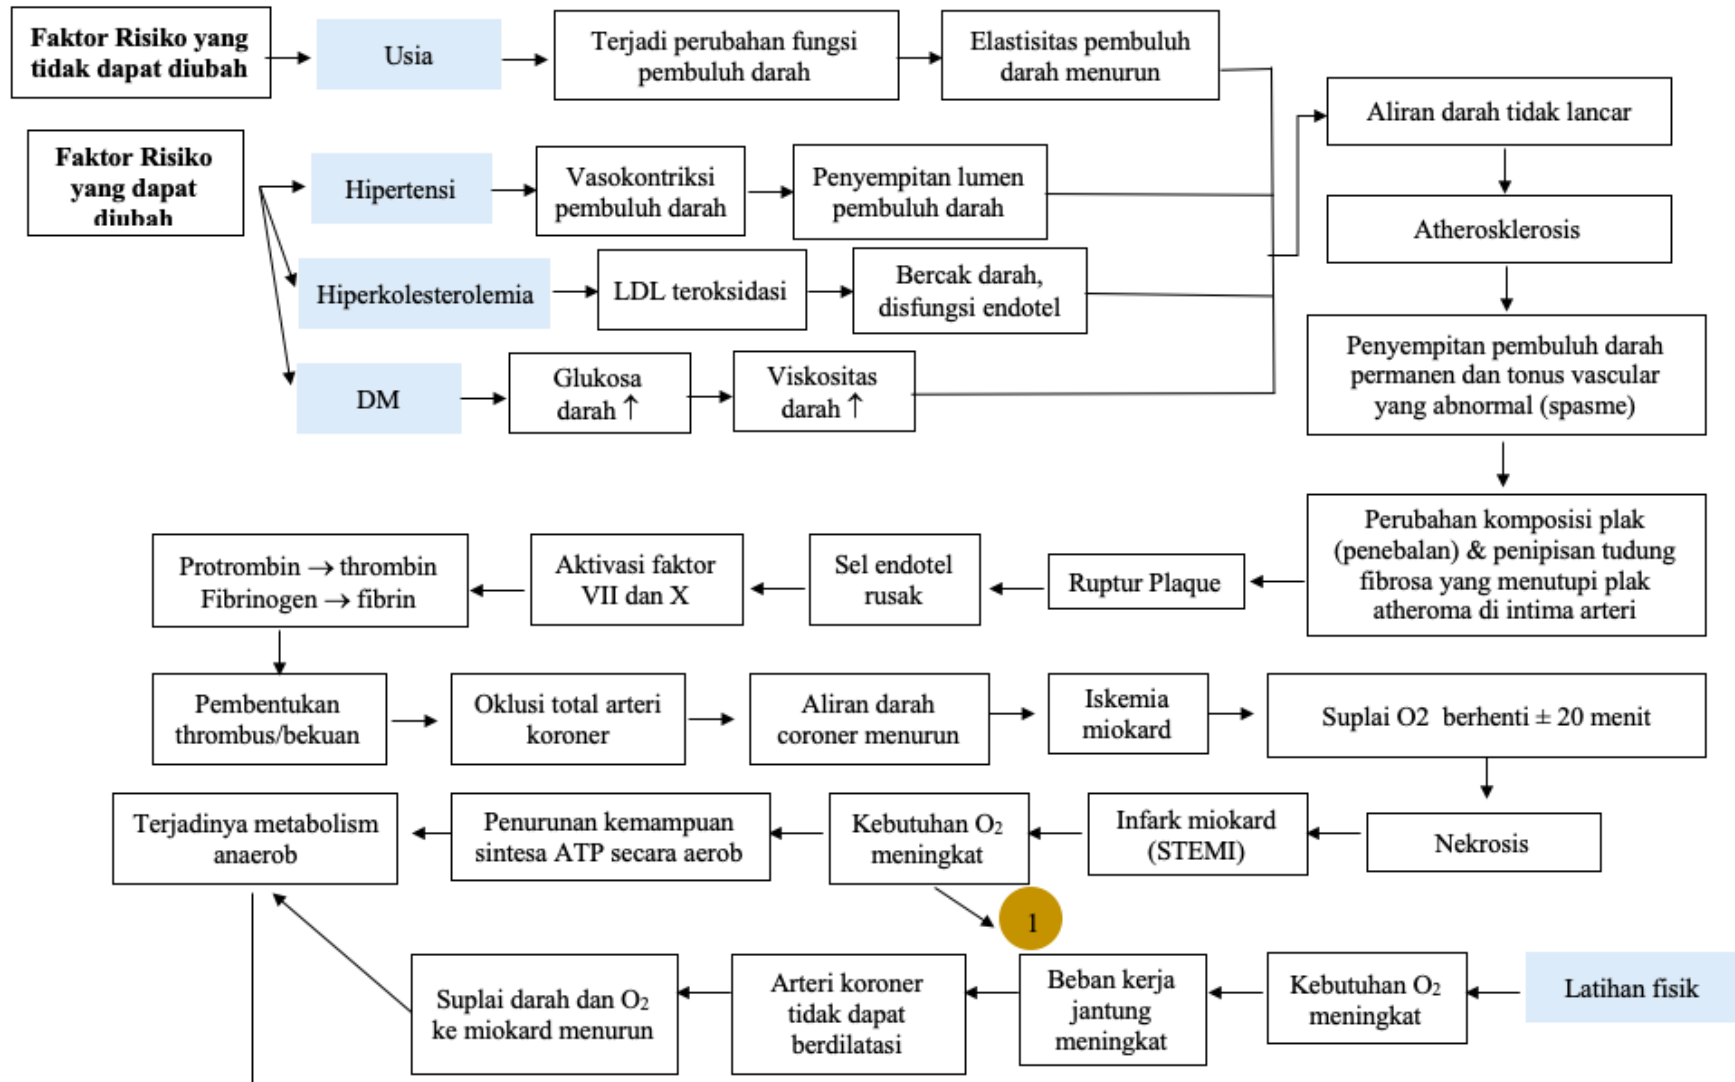 Faktor Risiko yang
tidak dapat diubah
Usia
Terjadi perubahan fungsi
pembuluh darah
Elastisitas pembuluh
darah menurun
Aliran darah tidak lancar
Faktor Risiko
yang dapat
diubah
Hipertensi
Vasokontriksi
pembuluh darah
Penyempitan lumen
pembuluh darah
Atherosklerosis
Hiperkolesterolemia
LDL teroksidasi
Bercak darah,
disfungsi endotel
Penyempitan pembuluh darah
permanen dan tonus vascular
yang abnormal (spasme)
DM
Glukosa
darah ↑
Viskositas
darah ↑
Perubahan komposisi plak
(penebalan) & penipisan tudung
fibrosa yang menutupi plak
atheroma di intima arteri
Ruptur Plaque
Sel endotel
rusak
Aktivasi faktor
VII dan X
Protrombin → thrombin
Fibrinogen → fibrin
Pembentukan
thrombus/bekuan
Oklusi total arteri
koroner
Aliran darah
coroner menurun
Iskemia
miokard
Suplai O2 berhenti ± 20 menit
Nekrosis
Infark miokard
(STEMI)
Kebutuhan O₂
meningkat
Penurunan kemampuan
sintesa ATP secara aerob
Terjadinya metabolism
anaerob
1
Latihan fisik
Kebutuhan O₂
meningkat
Beban kerja
jantung
meningkat
Arteri koroner
tidak dapat
berdilatasi
Suplai darah dan O₂
ke miokard menurun